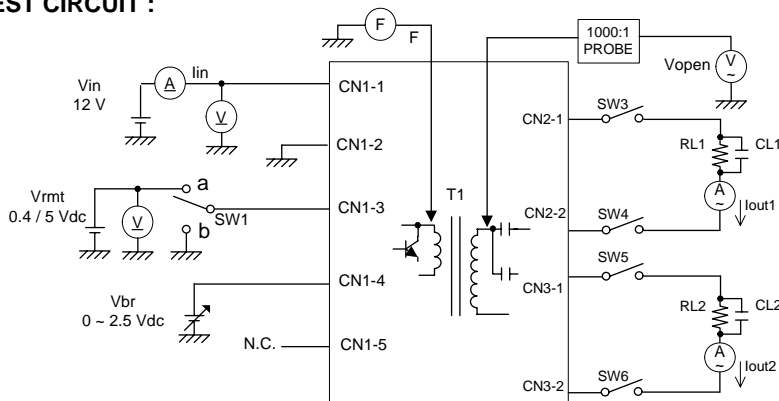 EST CIRCUIT :
F
F
1000:1
PROBE
Vopen
V
~
Vin
12 V
A
Iin
V
CN1-1
CN1-2
CN2-1
SW3
RL1
CL1
A
~
Iout1
Vrmt
0.4 / 5 Vdc
V
a
SW1
b
CN1-3
T1
CN2-2
SW4
SW5
Vbr
0 ~ 2.5 Vdc
CN1-4
CN3-1
RL2
CL2
A
~
Iout2
N.C.
CN1-5
CN3-2
SW6